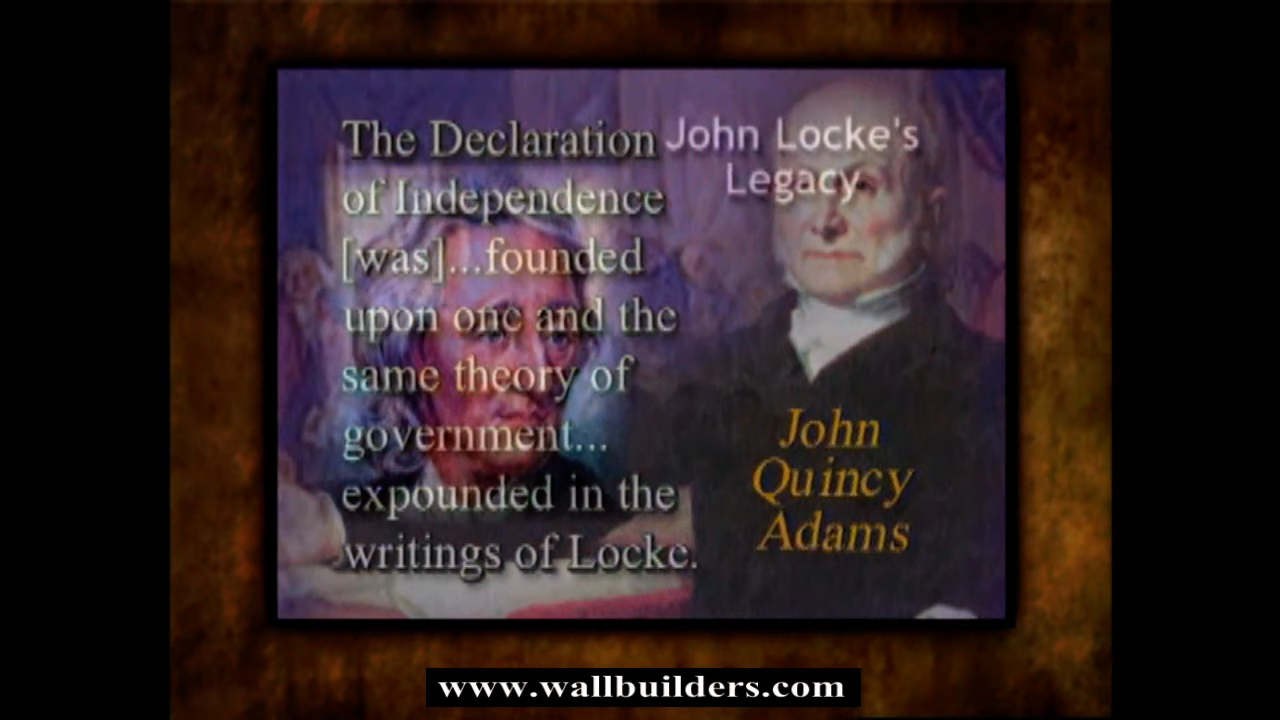 The Declaration
of Independence
[was]...founded
upon one and the
same theory of
government...
expounded in the
writings of Locke.
John Locke's
Legacy
John
Quincy
Adams
www.wallbuilders.com